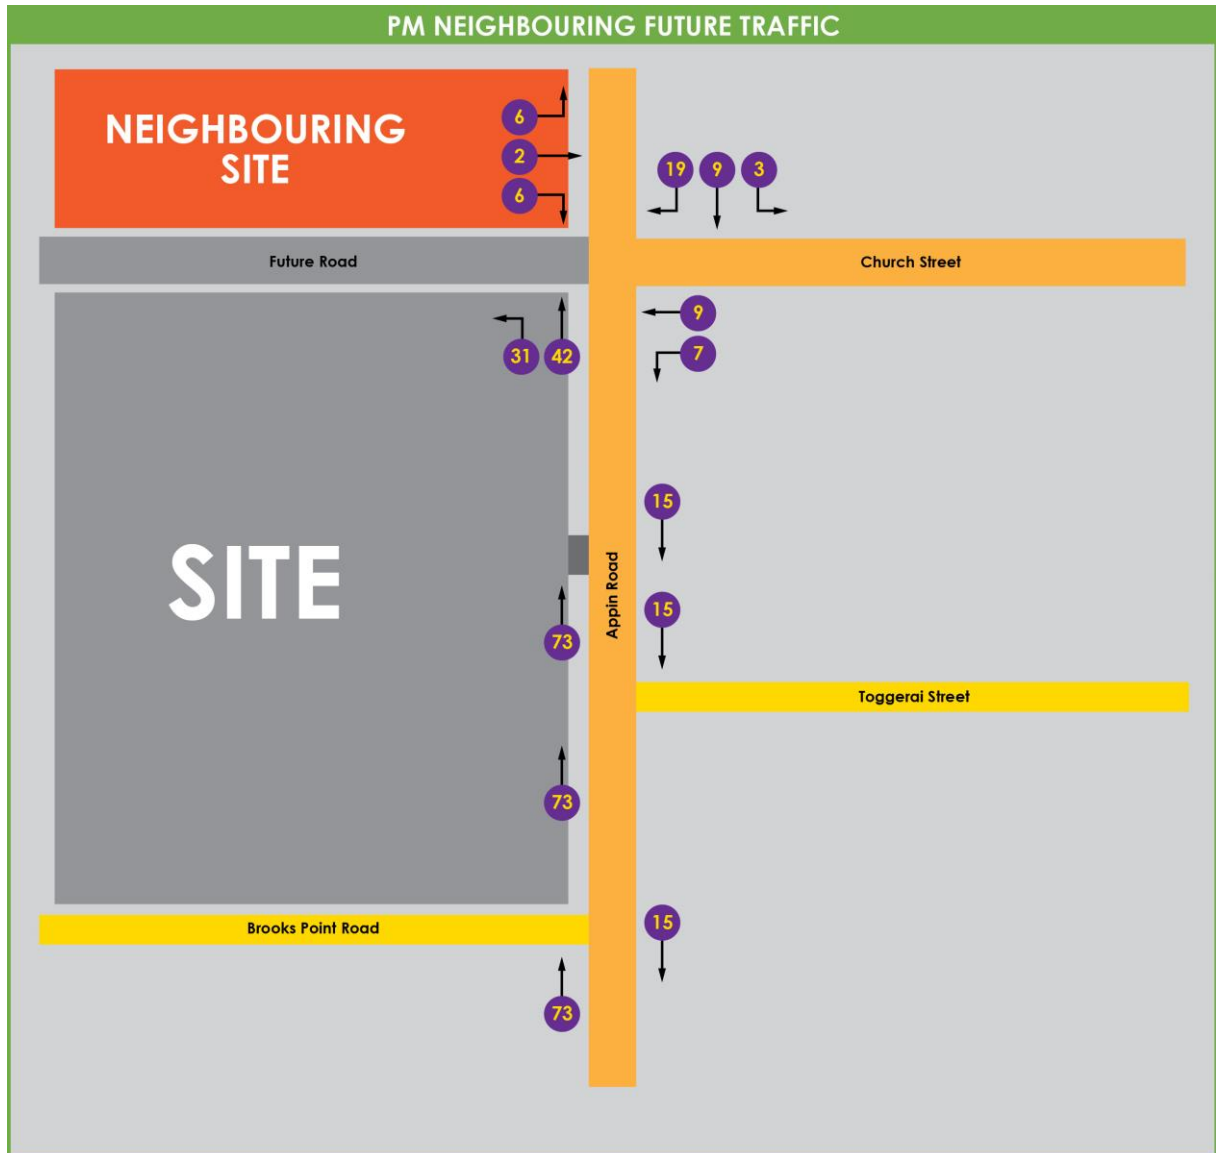 PM NEIGHBOURING FUTURE TRAFFIC
NEIGHBOURING
SITE
6
2
6
19 9 3
Future Road
Church Street
31 42
9
7
SITE
15
Appin Road
15
73
Toggerai Street
73
Brooks Point Road
15
73